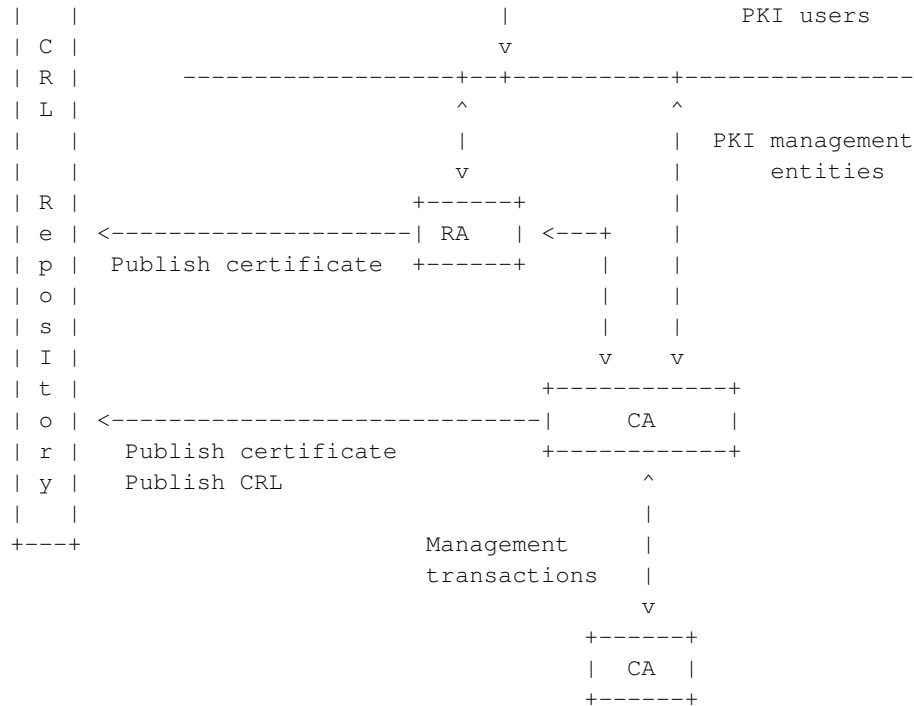 |   |                             |                PKI users
| C |                             v
| R |       -------------------+--+-----------+----------------
| L |                          ^              ^
|   |                          |              |  PKI management
|   |                          v              |      entities
| R |                       +------+          |
| e | <---------------------| RA   | <---+    |
| p |  Publish certificate  +------+     |    |
| o |                                    |    |
| s |                                    |    |
| I |                                    v    v
| t |                                +------------+
| o | <------------------------------|     CA     |
| r |   Publish certificate          +------------+
| y |   Publish CRL                         ^
|   |                                       |
+---+                        Management     |
                             transactions   |
                                            v
                                        +------+
                                        |  CA  |
                                        +------+